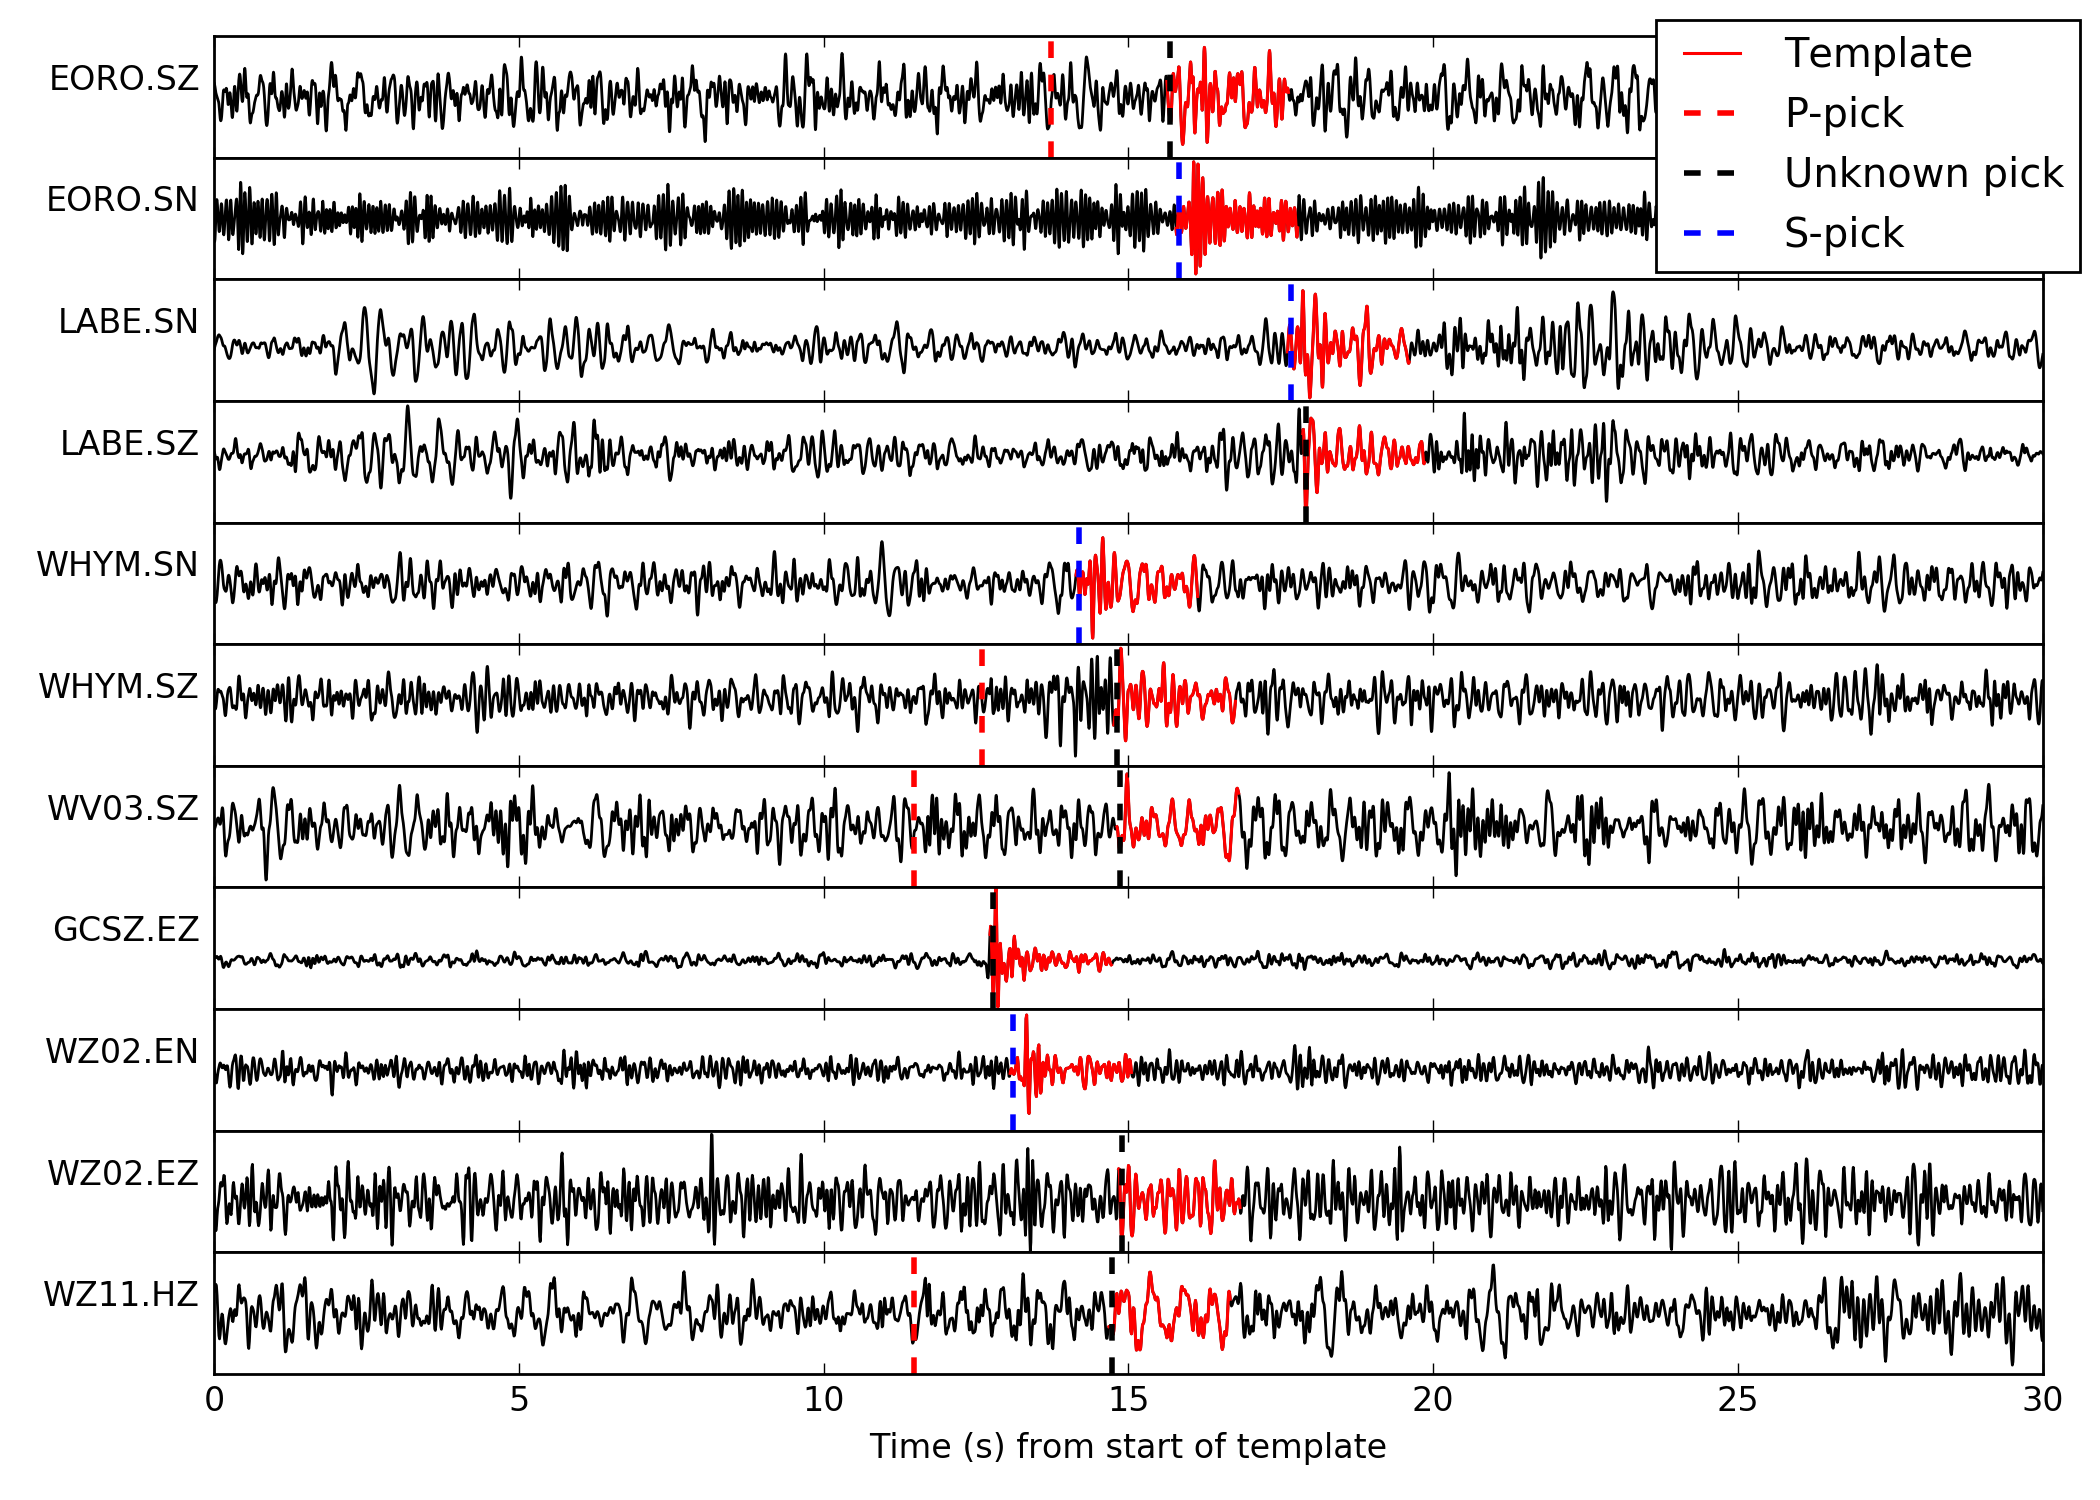 EORO.SZ
EORO.SN
LABE.SN
LABE.SZ
WHYM.SN
WHYM.SZ
WV03.SZ
GCSZ.EZ
WZ02.EN
WZ02.EZ
WZ11.HZ
Template
P-pick
Unknown pick
S-pick
0 5 10 15 20 25 30
Time (s) from start of template